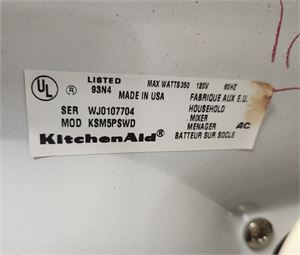 UL ® LISTED 93N4 MAX WATTS 350 120V 60HZ
MADE IN USA FABRIQUE AUX E.U.
SER WJ0107704 HOUSEHOLD
MOD KSM5PSWD MIXER
MENAGER AC
KitchenAid® BATTEUR SUR SOCLE